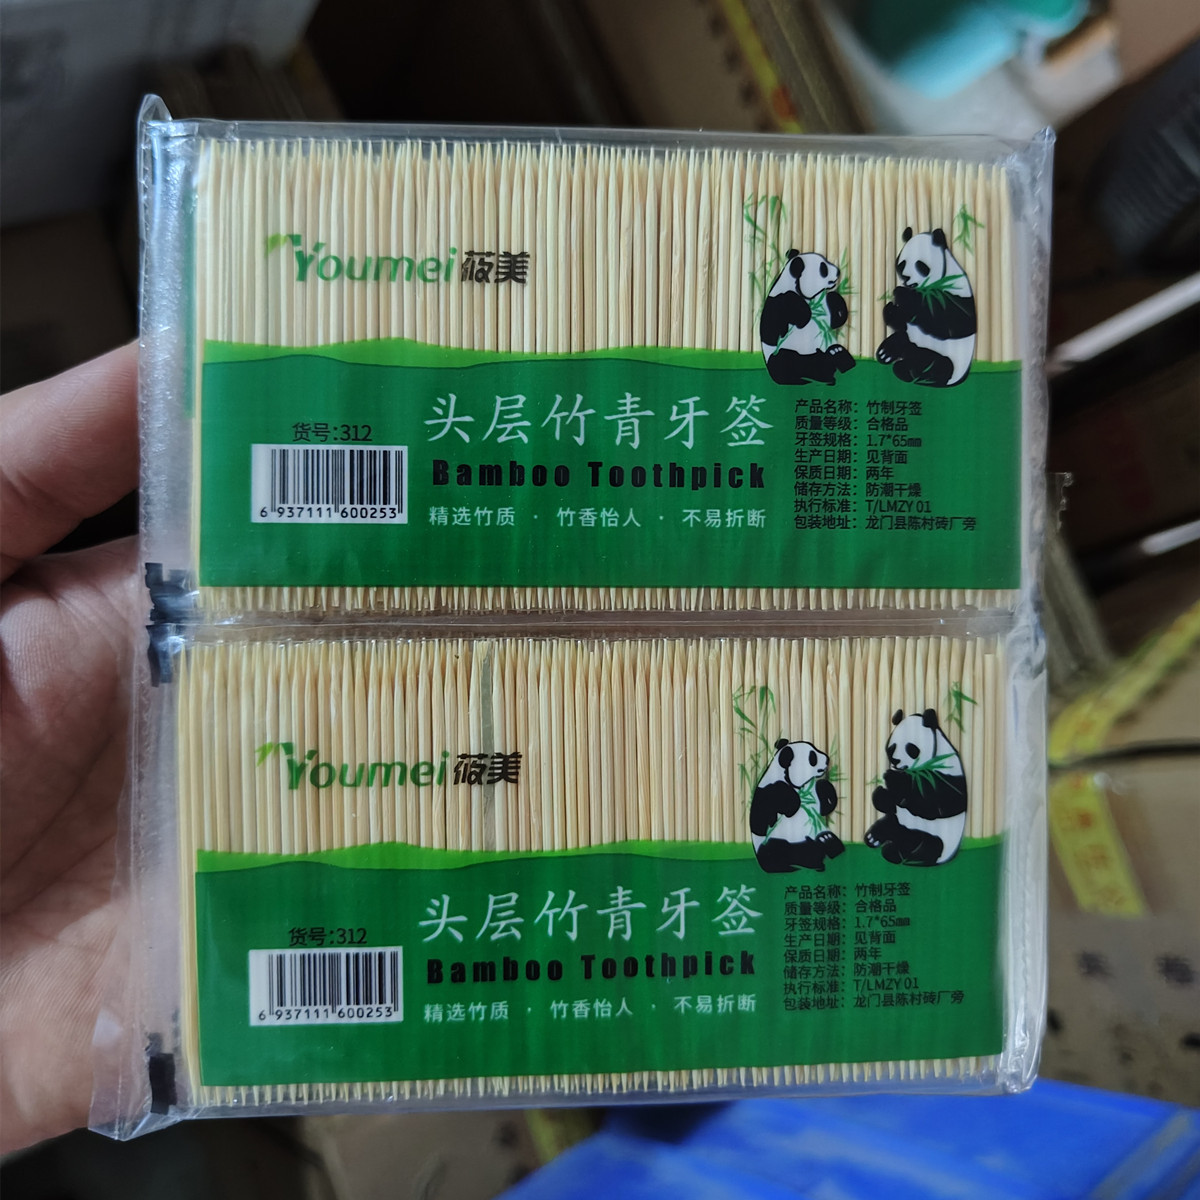 Youmei 莜美
头层竹青牙签
Bamboo Toothpick
精选竹质 · 竹香怡人 · 不易折断
货号:312
6 937111 600253
产品名称: 竹制牙签
质量等级: 合格品
牙签规格: 1.7*65mm
生产日期: 见背面
保质日期: 两年
储存方法: 防潮干燥
执行标准: T/LMZY 01
包装地址: 龙门县陈村砖厂旁
Youmei 莜美
头层竹青牙签
Bamboo Toothpick
精选竹质 · 竹香怡人 · 不易折断
货号:312
6 937111 600253
产品名称: 竹制牙签
质量等级: 合格品
牙签规格: 1.7*65mm
生产日期: 见背面
保质日期: 两年
储存方法: 防潮干燥
执行标准: T/LMZY 01
包装地址: 龙门县陈村砖厂旁